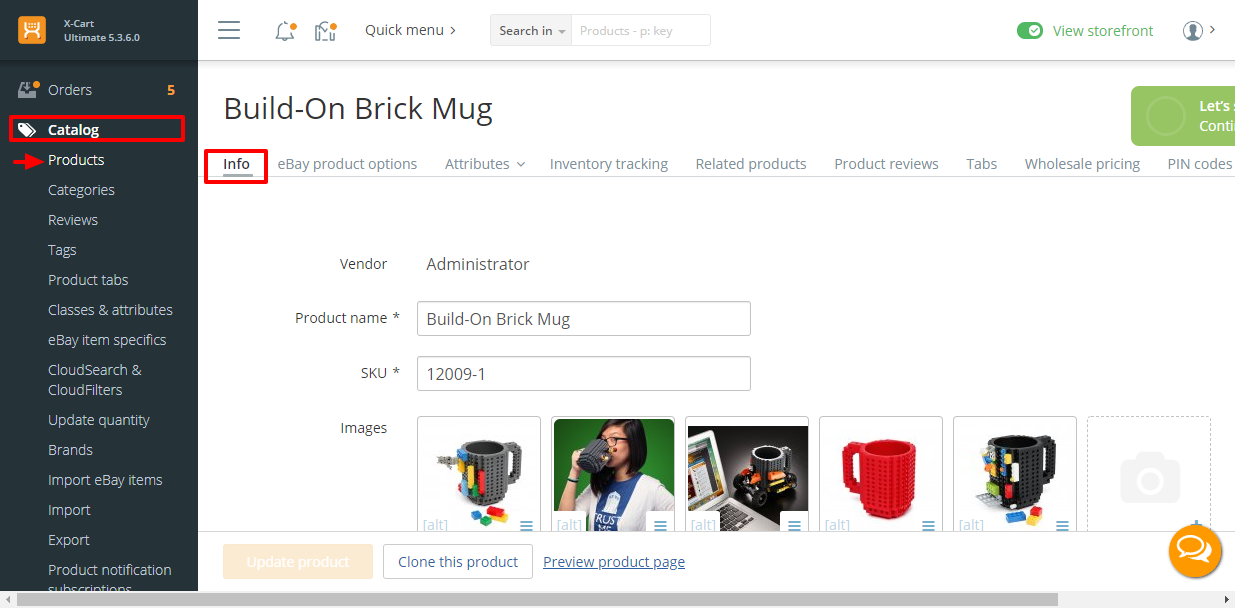 X-Cart
Ultimate 5.3.6.0
Quick menu
Search in
Products - p: key
View storefront
Orders 5
Catalog
Products
Categories
Reviews
Tags
Product tabs
Classes & attributes
eBay item specifics
CloudSearch &
CloudFilters
Update quantity
Brands
Import eBay items
Import
Export
Product notification
subscriptions
Build-On Brick Mug
Let's
Conti
Info eBay product options Attributes Inventory tracking Related products Product reviews Tabs Wholesale pricing PIN codes
Vendor Administrator
Product name * Build-On Brick Mug
SKU * 12009-1
Images
TRUST
ME
[alt] [alt] [alt] [alt] [alt]
Update product Clone this product Preview product page